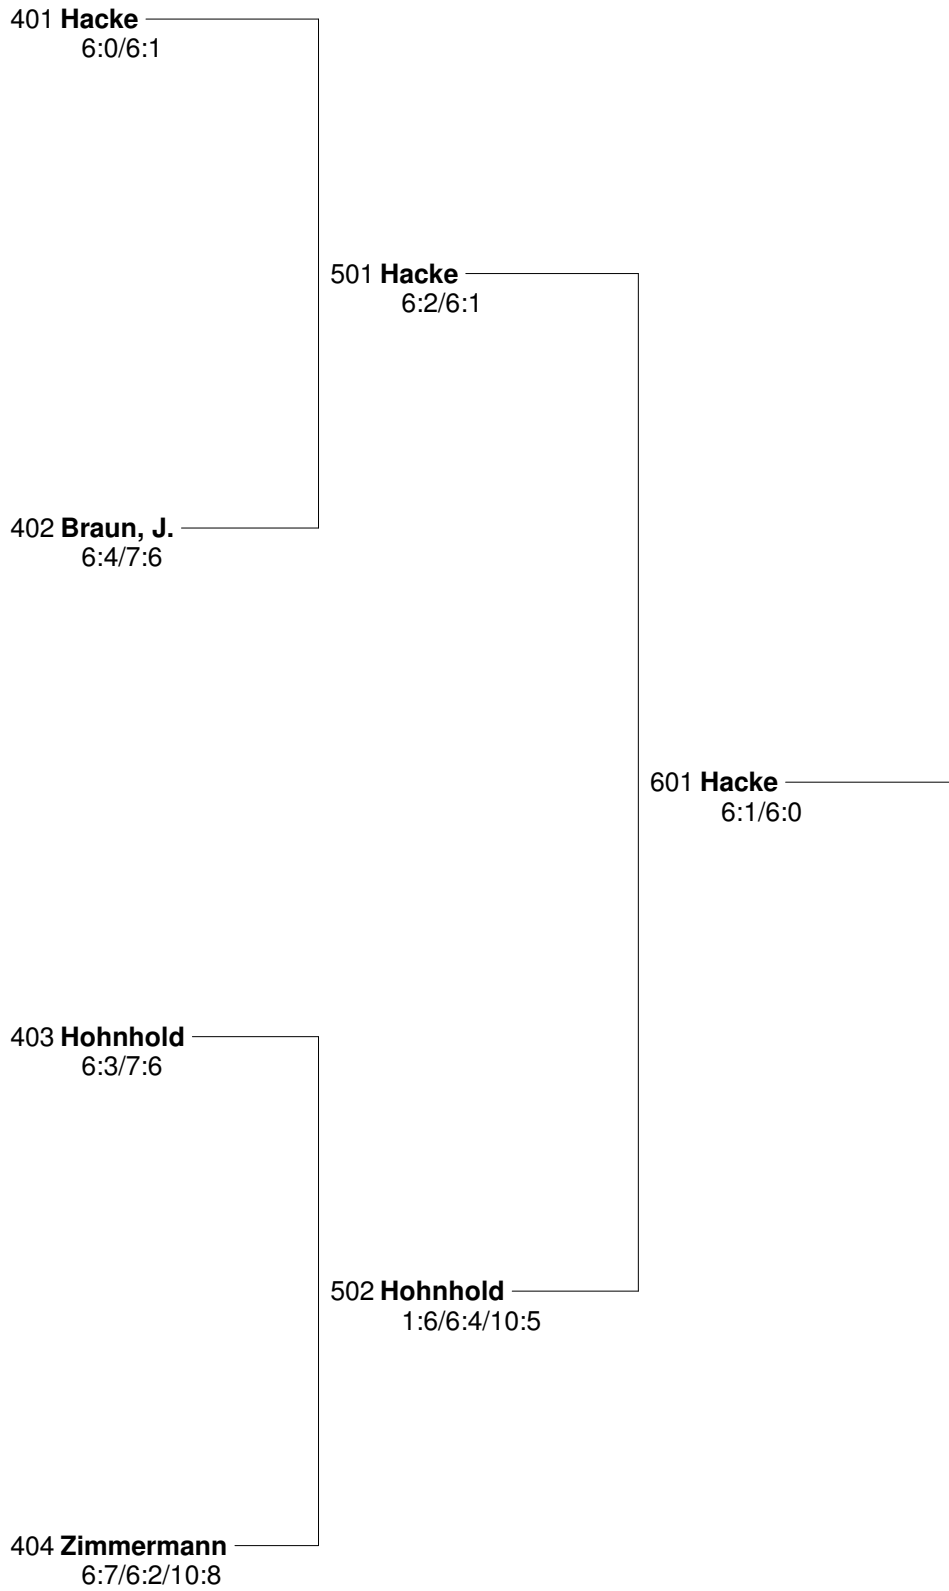 401 Hacke
6:0/6:1
501 Hacke
6:2/6:1
402 Braun, J.
6:4/7:6
601 Hacke
6:1/6:0
403 Hohnhold
6:3/7:6
502 Hohnhold
1:6/6:4/10:5
404 Zimmermann
6:7/6:2/10:8